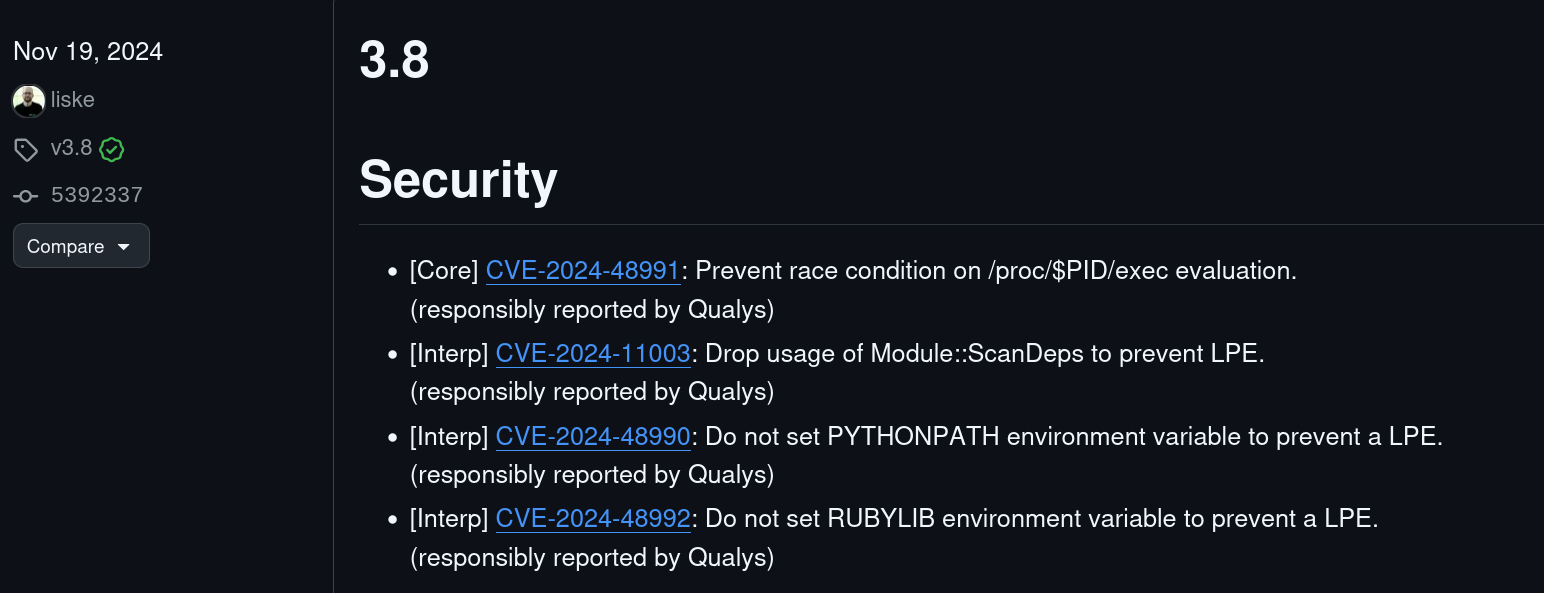 Nov 19, 2024
liske
v3.8
5392337
Compare
3.8
Security
[Core] CVE-2024-48991: Prevent race condition on /proc/$PID/exec evaluation.
(responsibly reported by Qualys)
[Interp] CVE-2024-11003: Drop usage of Module::ScanDeps to prevent LPE.
(responsibly reported by Qualys)
[Interp] CVE-2024-48990: Do not set PYTHONPATH environment variable to prevent a LPE.
(responsibly reported by Qualys)
[Interp] CVE-2024-48992: Do not set RUBYLIB environment variable to prevent a LPE.
(responsibly reported by Qualys)